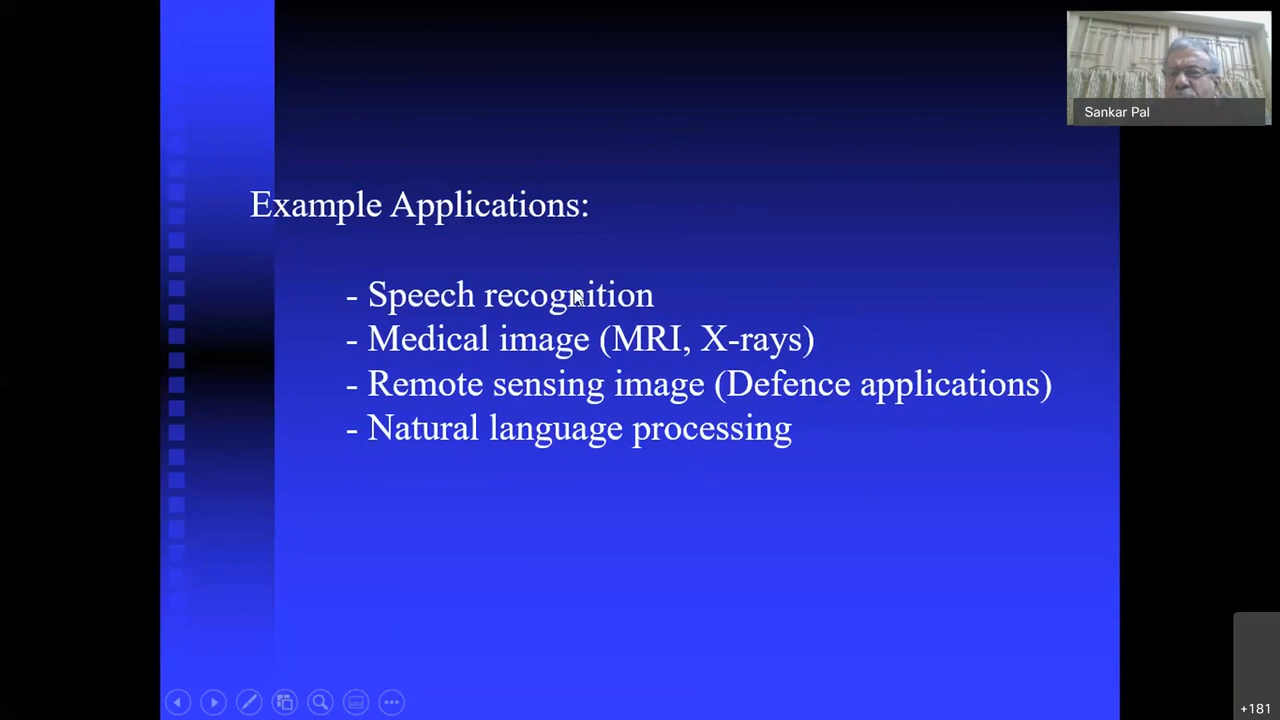 Sankar Pal
Example Applications:
- Speech recognition
- Medical image (MRI, X-rays)
- Remote sensing image (Defence applications)
- Natural language processing
+181